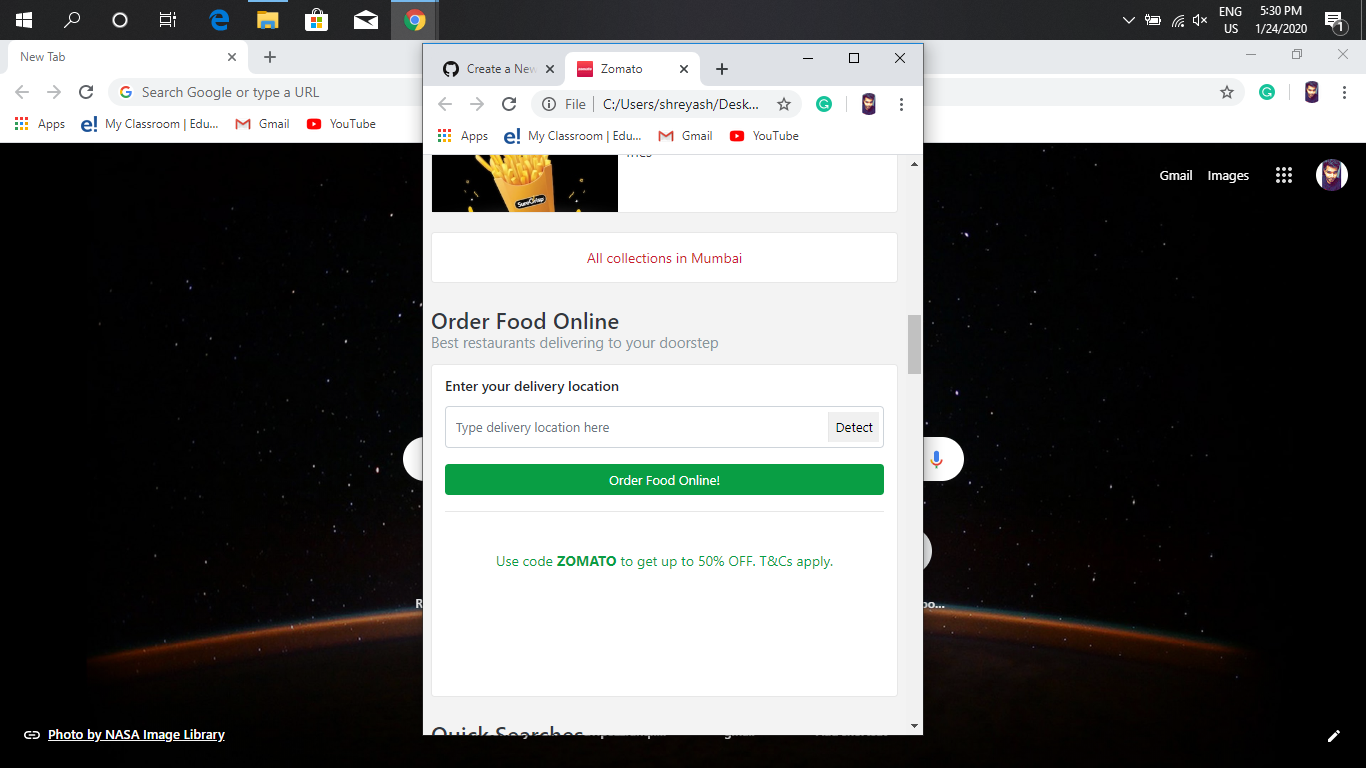 ENG
US
5:30 PM
1/24/2020
1
New Tab
Search Google or type a URL
Apps
e! My Classroom | Edu...
Gmail
YouTube
Create a New
Zomato
File
C:/Users/shreyash/Desk...
Apps
e! My Classroom | Edu...
Gmail
YouTube
Gmail Images
SureCrisp
All collections in Mumbai
Order Food Online
Best restaurants delivering to your doorstep
Enter your delivery location
Type delivery location here
Detect
Order Food Online!
Use code ZOMATO to get up to 50% OFF. T&Cs apply.
Quick Searches
Photo by NASA Image Library